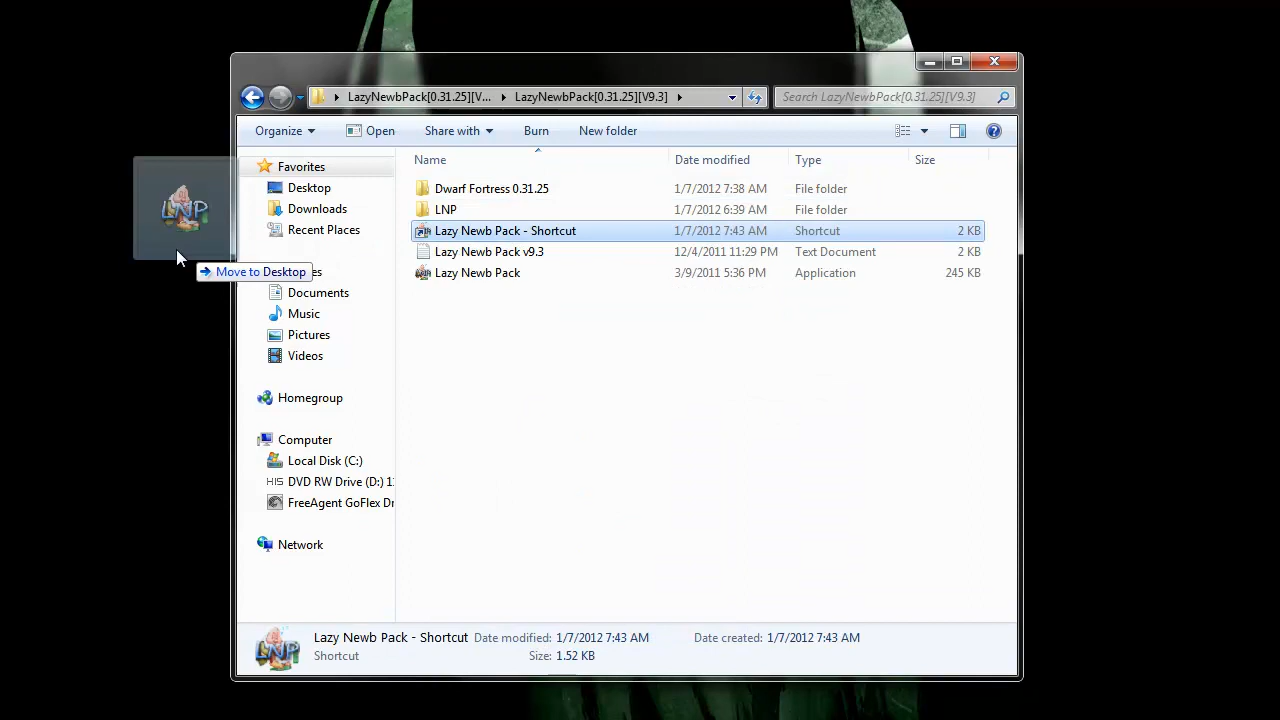 LazyNewbPack[0.31.25][V... LazyNewbPack[0.31.25][V9.3] Search LazyNewbPack[0.31.25][V9.3]
Organize Open Share with Burn New folder
Favorites
Desktop
Downloads
Recent Places
es
Documents
Music
Pictures
Videos
Homegroup
Computer
Local Disk (C:)
DVD RW Drive (D:) 1
FreeAgent GoFlex Dr
Network
Name Date modified Type Size
Dwarf Fortress 0.31.25 1/7/2012 7:38 AM File folder
LNP 1/7/2012 6:39 AM File folder
Lazy Newb Pack - Shortcut 1/7/2012 7:43 AM Shortcut 2 KB
Lazy Newb Pack v9.3 12/4/2011 11:29 PM Text Document 2 KB
Lazy Newb Pack 3/9/2011 5:36 PM Application 245 KB
LNP
Move to Desktop
LNP
Lazy Newb Pack - Shortcut Date modified: 1/7/2012 7:43 AM Date created: 1/7/2012 7:43 AM
Shortcut Size: 1.52 KB